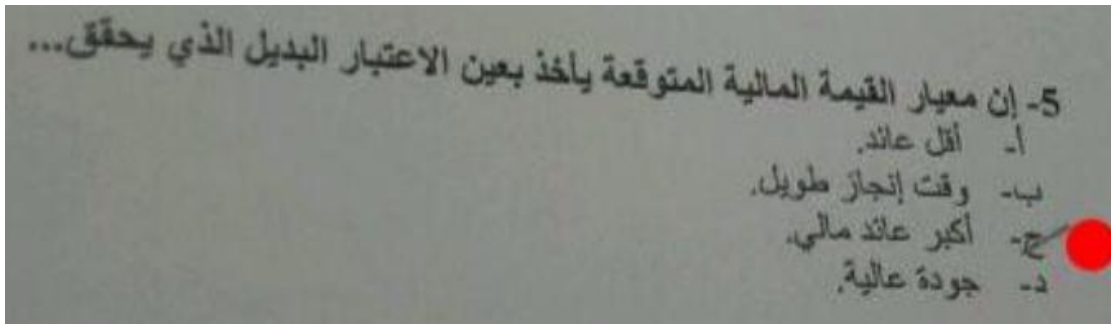 5- إن معيار القيمة المالية المتوقعة يأخذ بعين الاعتبار البديل الذي يحقق...
أ- أقل عائد.
ب- وقت إنجاز طويل.
ج- أكبر عائد مالي.
د- جودة عالية.